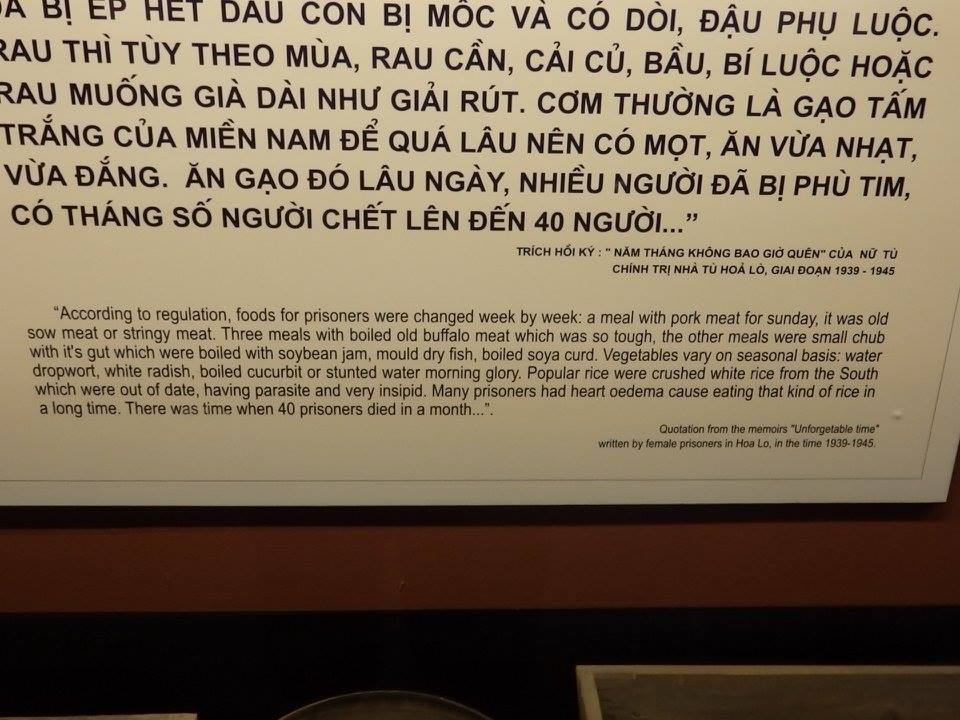 BỊ ÉP HẾT DẦU CÒN BỊ MỐC VÀ CÓ DÒI, ĐẬU PHỤ LUỘC.
RAU THÌ TÙY THEO MÙA, RAU CẦN, CẢI CỦ, BẦU, BÍ LUỘC HOẶC
RAU MUỐNG GIÀ DÀI NHƯ GIẢI RÚT. CƠM THƯỜNG LÀ GẠO TẤM
TRẮNG CỦA MIỀN NAM ĐỂ QUÁ LÂU NÊN CÓ MỌT, ĂN VỪA NHẠT,
VỪA ĐẮNG. ĂN GẠO ĐÓ LÂU NGÀY, NHIỀU NGƯỜI ĐÃ BỊ PHÙ TIM,
CÓ THÁNG SỐ NGƯỜI CHẾT LÊN ĐẾN 40 NGƯỜI...”
TRÍCH HỒI KÝ : " NĂM THÁNG KHÔNG BAO GIỜ QUÊN" CỦA NỮ TÙ
CHÍNH TRỊ NHÀ TÙ HOẢ LÒ, GIAI ĐOẠN 1939 - 1945
“According to regulation, foods for prisoners were changed week by week: a meal with pork meat for sunday, it was old
sow meat or stringy meat. Three meals with boiled old buffalo meat which was so tough, the other meals were small chub
with it's gut which were boiled with soybean jam, mould dry fish, boiled soya curd. Vegetables vary on seasonal basis: water
dropwort, white radish, boiled cucurbit or stunted water morning glory. Popular rice were crushed white rice from the South
which were out of date, having parasite and very insipid. Many prisoners had heart oedema cause eating that kind of rice in
a long time. There was time when 40 prisoners died in a month...”.
Quotation from the memoirs "Unforgetable time"
written by female prisoners in Hoa Lo, in the time 1939-1945.